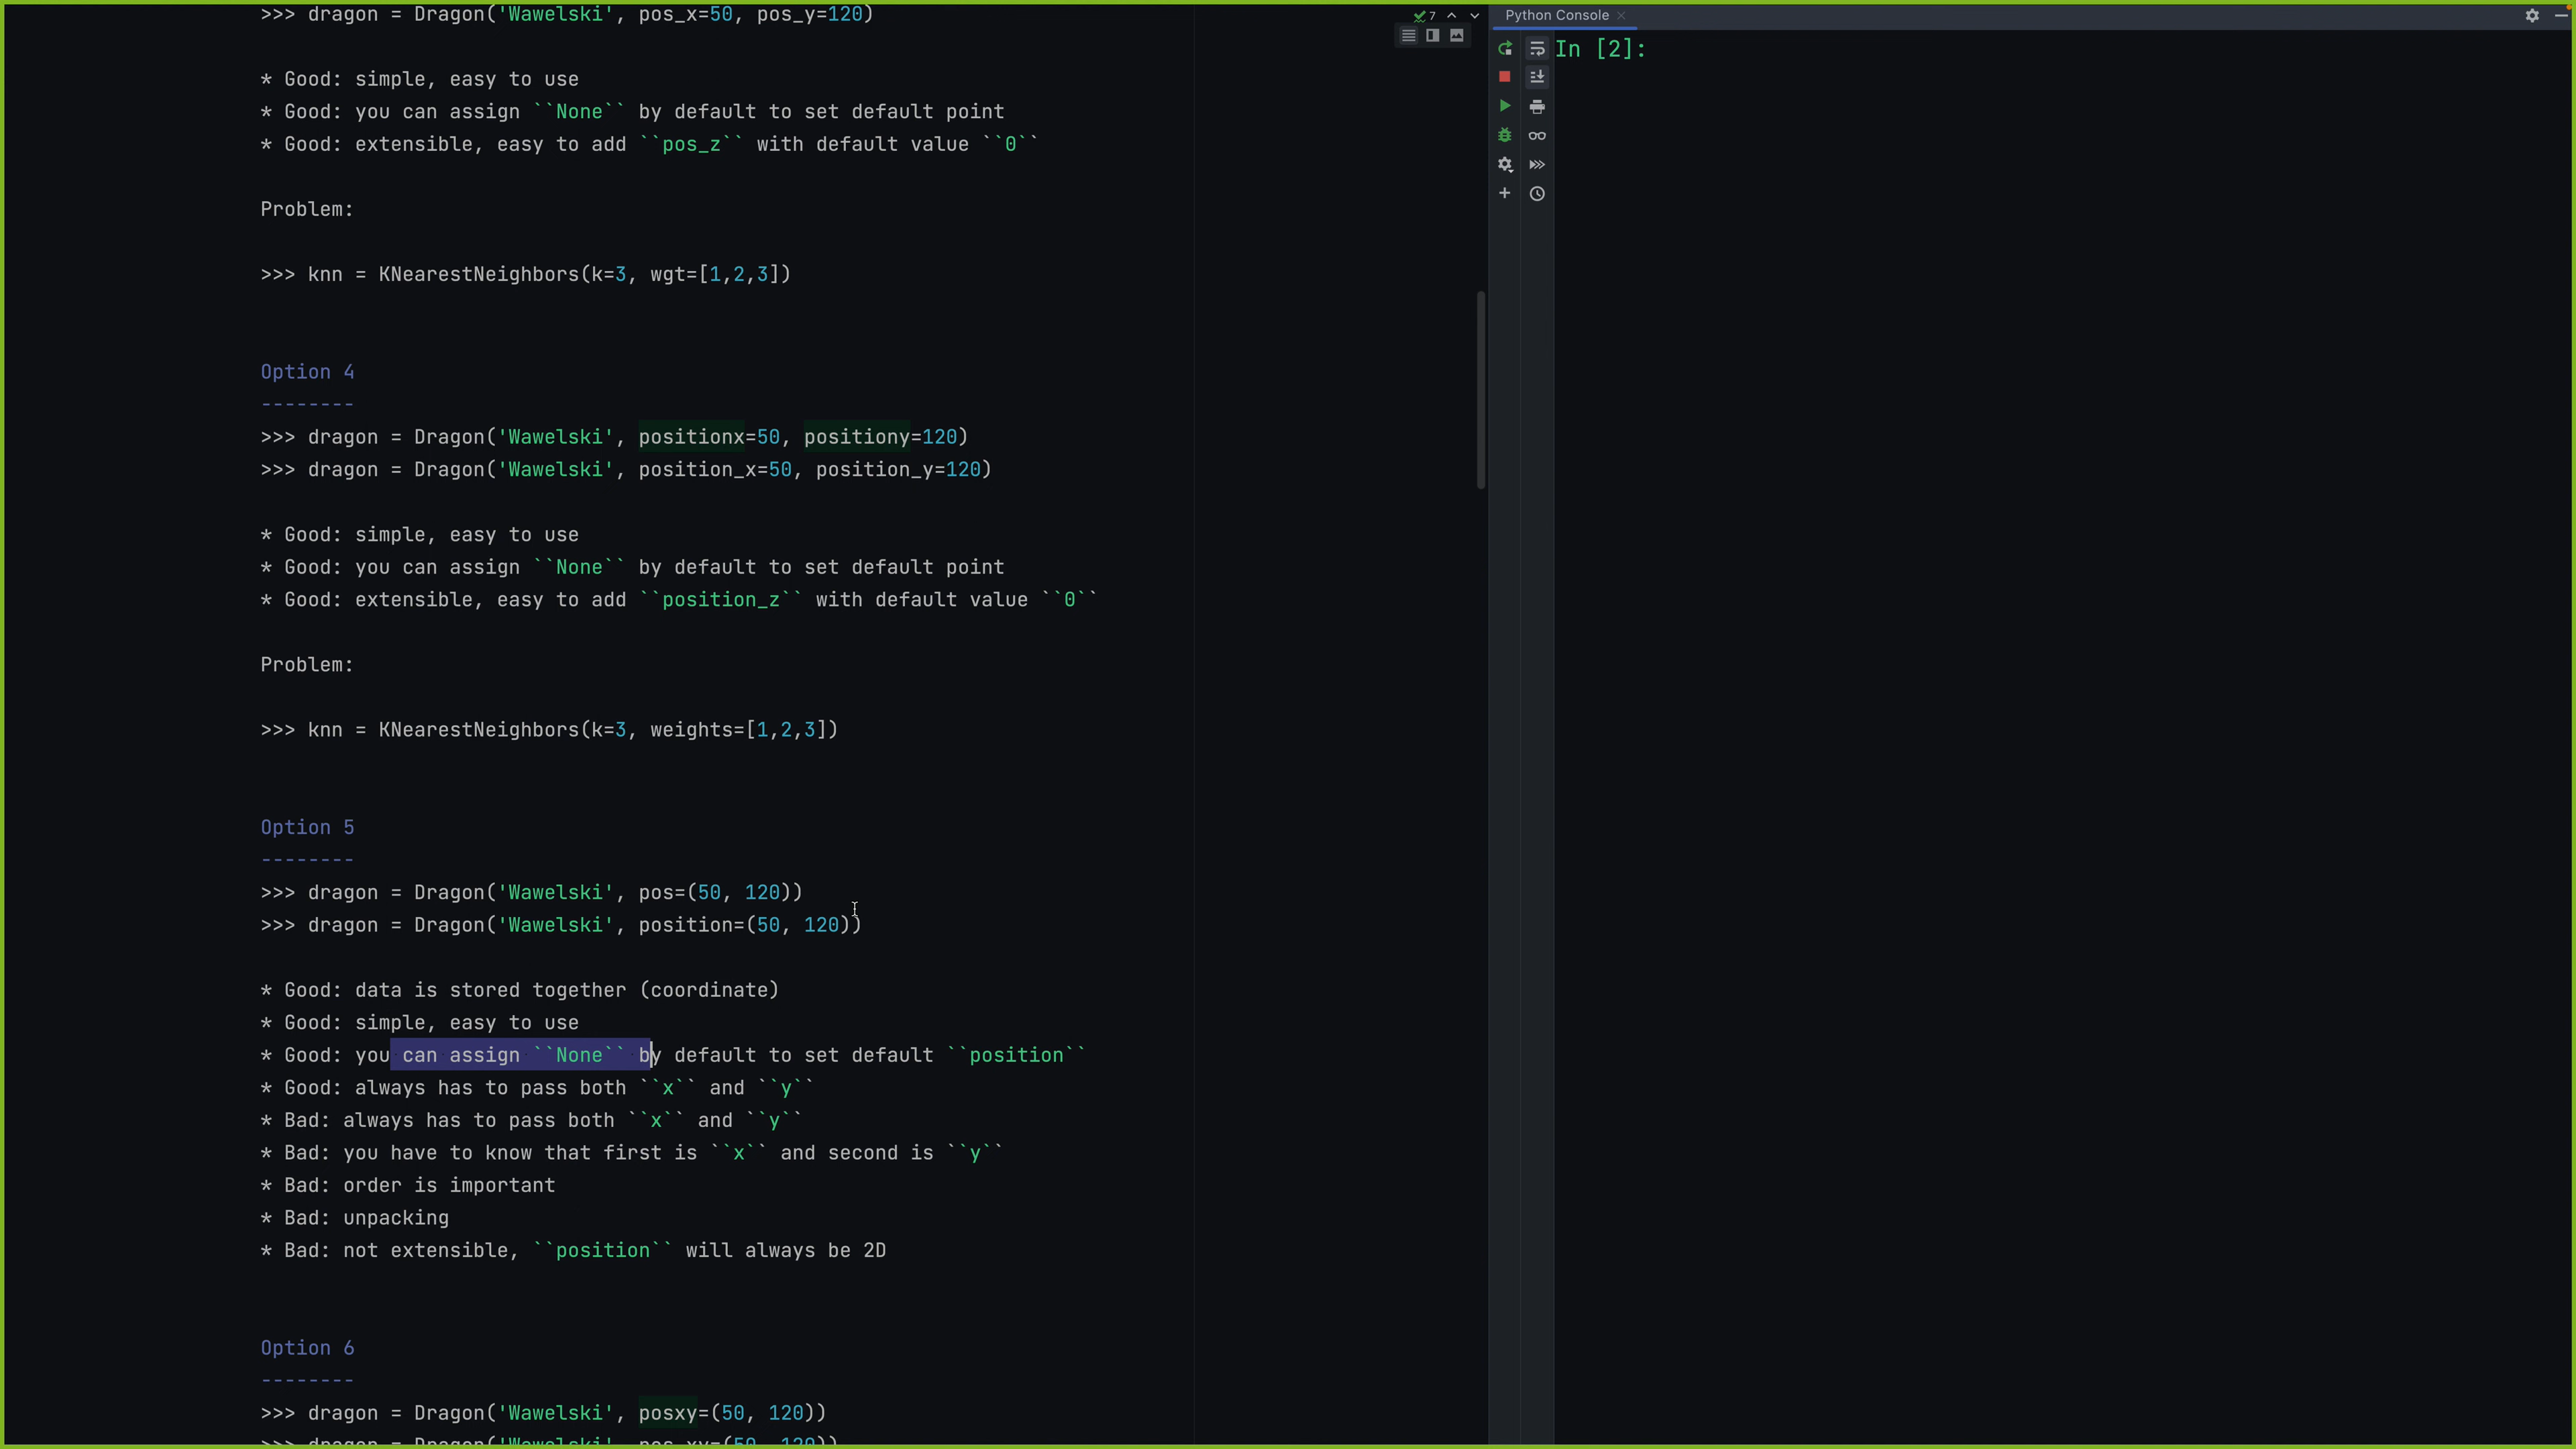 >>> dragon = Dragon('Wawelski', pos_x=50, pos_y=120)
* Good: simple, easy to use
* Good: you can assign ``None`` by default to set default point
* Good: extensible, easy to add ``pos_z`` with default value ``0``
Problem:
>>> knn = KNearestNeighbors(k=3, wgt=[1,2,3])
Option 4
--------
>>> dragon = Dragon('Wawelski', positionx=50, positiony=120)
>>> dragon = Dragon('Wawelski', position_x=50, position_y=120)
* Good: simple, easy to use
* Good: you can assign ``None`` by default to set default point
* Good: extensible, easy to add ``position_z`` with default value ``0``
Problem:
>>> knn = KNearestNeighbors(k=3, weights=[1,2,3])
Option 5
--------
>>> dragon = Dragon('Wawelski', pos=(50, 120))
>>> dragon = Dragon('Wawelski', position=(50, 120))
* Good: data is stored together (coordinate)
* Good: simple, easy to use
* Good: you can assign ``None`` by default to set default ``position``
* Good: always has to pass both ``x`` and ``y``
* Bad: always has to pass both ``x`` and ``y``
* Bad: you have to know that first is ``x`` and second is ``y``
* Bad: order is important
* Bad: unpacking
* Bad: not extensible, ``position`` will always be 2D
Option 6
--------
>>> dragon = Dragon('Wawelski', posxy=(50, 120))
>>> dragon = Dragon('Wawelski', pos_xy=(50, 120))
7
Python Console
In [2]: